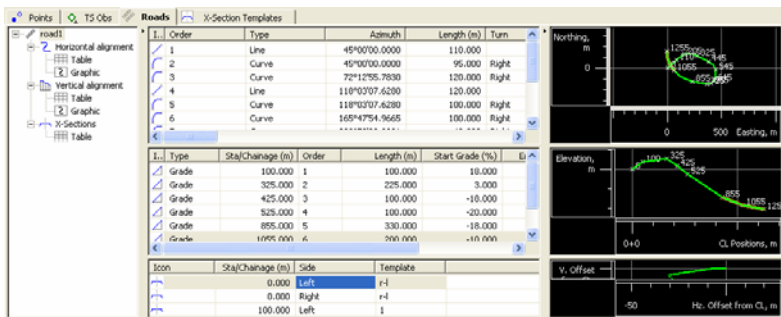 Points TS Obs Roads X-Section Templates
road1
Horizontal alignment
Table
Graphic
Vertical alignment
Table
Graphic
X-Sections
Table
I... Order Type Azimuth Length (m) Turn
1 Line 45°00'00.0000 110.000
2 Curve 45°00'00.0000 95.000 Right
3 Curve 72°12'55.7830 120.000 Right
4 Line 118°03'07.6280 120.000
5 Curve 118°03'07.6280 100.000 Right
6 Curve 165°47'54.9665 100.000 Right
I... Type Sta/Chainage (m) Order Length (m) Start Grade (%)
Grade 100.000 1 100.000 18.000
Grade 325.000 2 225.000 3.000
Grade 425.000 3 100.000 -18.000
Grade 525.000 4 100.000 -20.000
Grade 855.000 5 330.000 -18.000
Grade 1055.000 6 200.000 -10.000
Icon Sta/Chainage (m) Side Template
0.000 Left r-l
0.000 Right r-l
100.000 Left 1
Northing,
m
0
1255
1055
0 500 Easting, m
Elevation,
m
100 325
425
525
855
1055
0+0 CL Positions, m
V. Offset
-50 Hz. Offset from CL, m